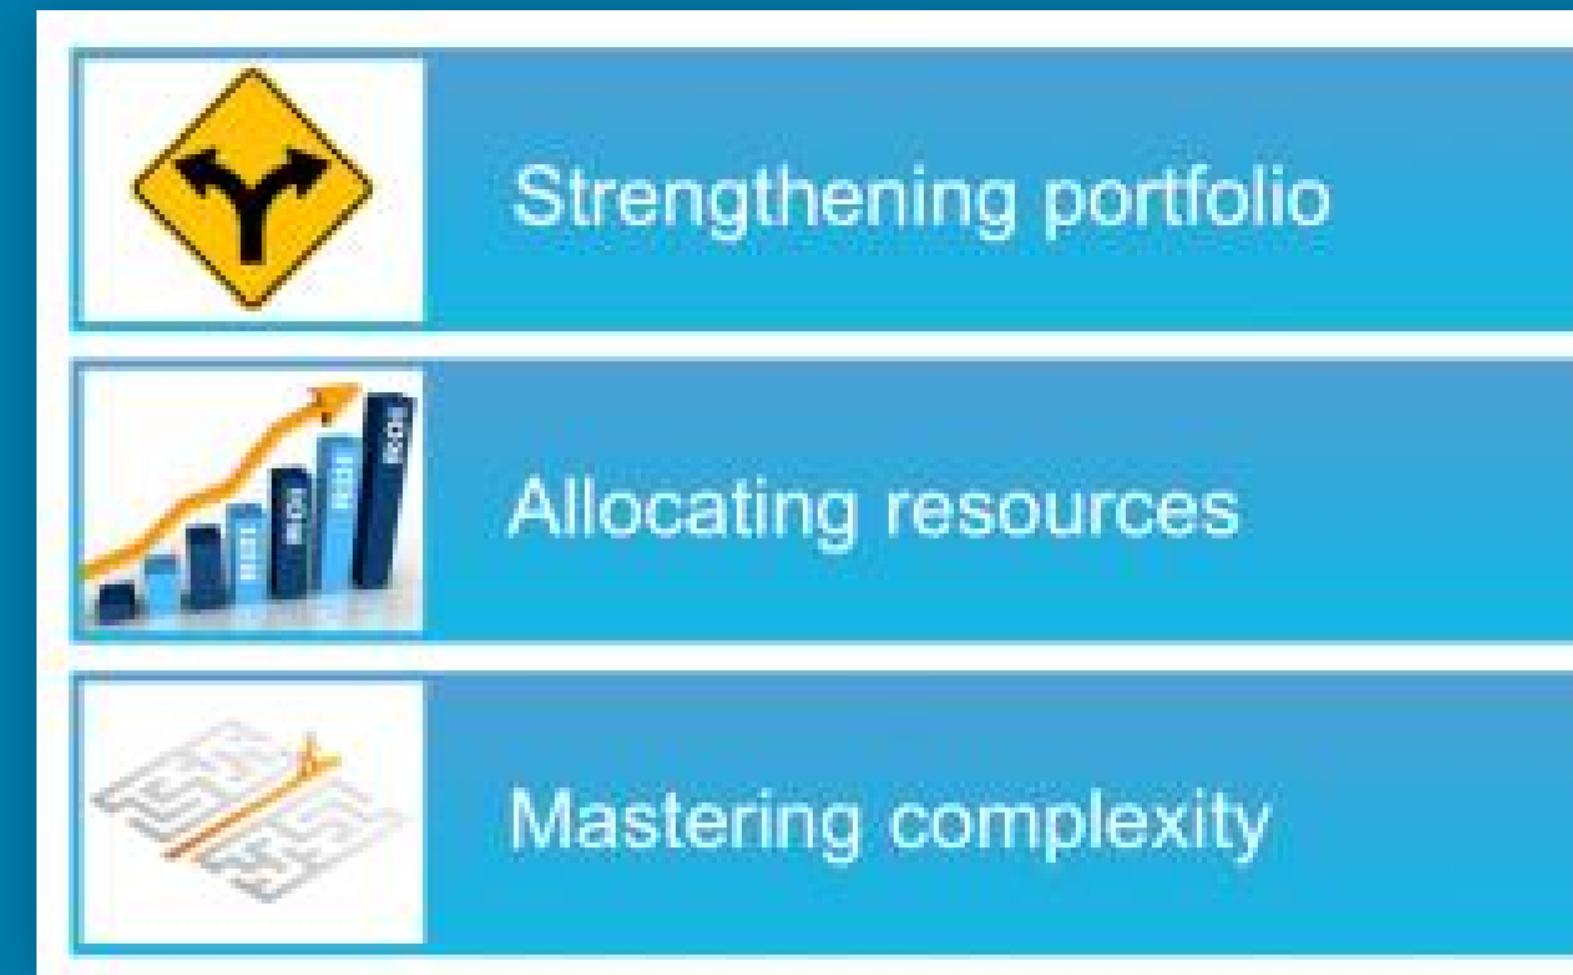 Strengthening portfolio
Allocating resources
Mastering complexity